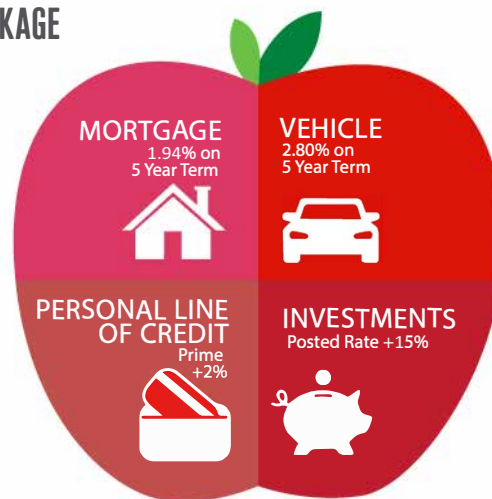 KAGE
MORTGAGE
1.94% on
5 Year Term
VEHICLE
2.80% on
5 Year Term
PERSONAL LINE
OF CREDIT
Prime
+2%
INVESTMENTS
Posted Rate +15%